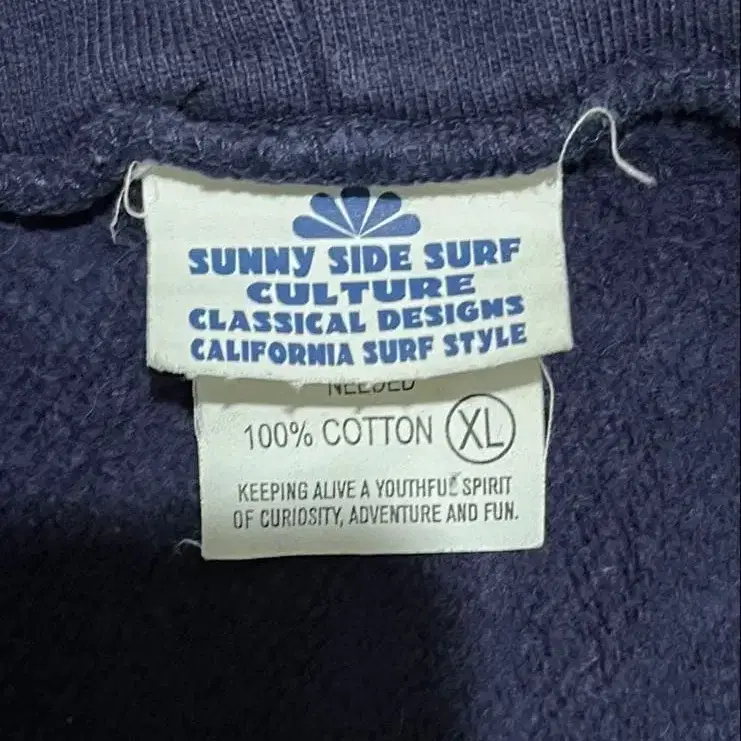 SUNNY SIDE SURF
CULTURE
CLASSICAL DESIGNS
CALIFORNIA SURF STYLE
NEEDED
100% COTTON XL
KEEPING ALIVE A YOUTHFUL SPIRIT
OF CURIOSITY, ADVENTURE AND FUN.